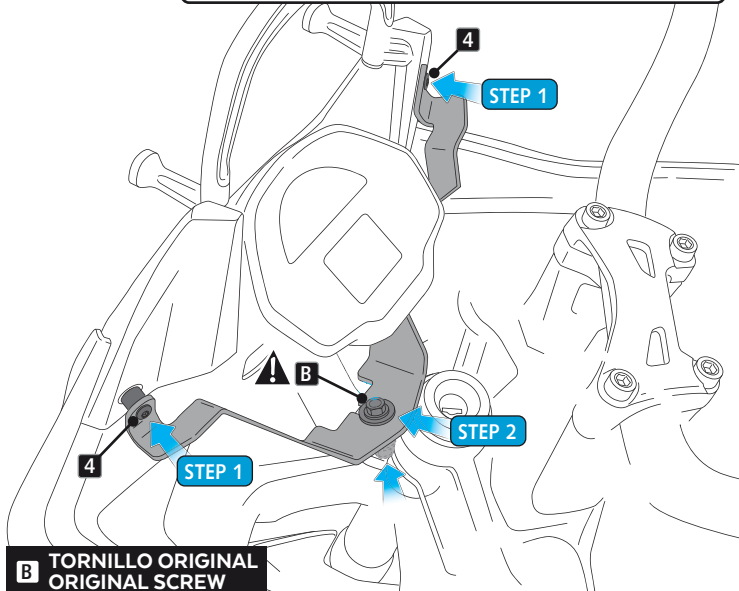 4
STEP 1
B
STEP 2
4
STEP 1
B TORNILLO ORIGINAL
ORIGINAL SCREW